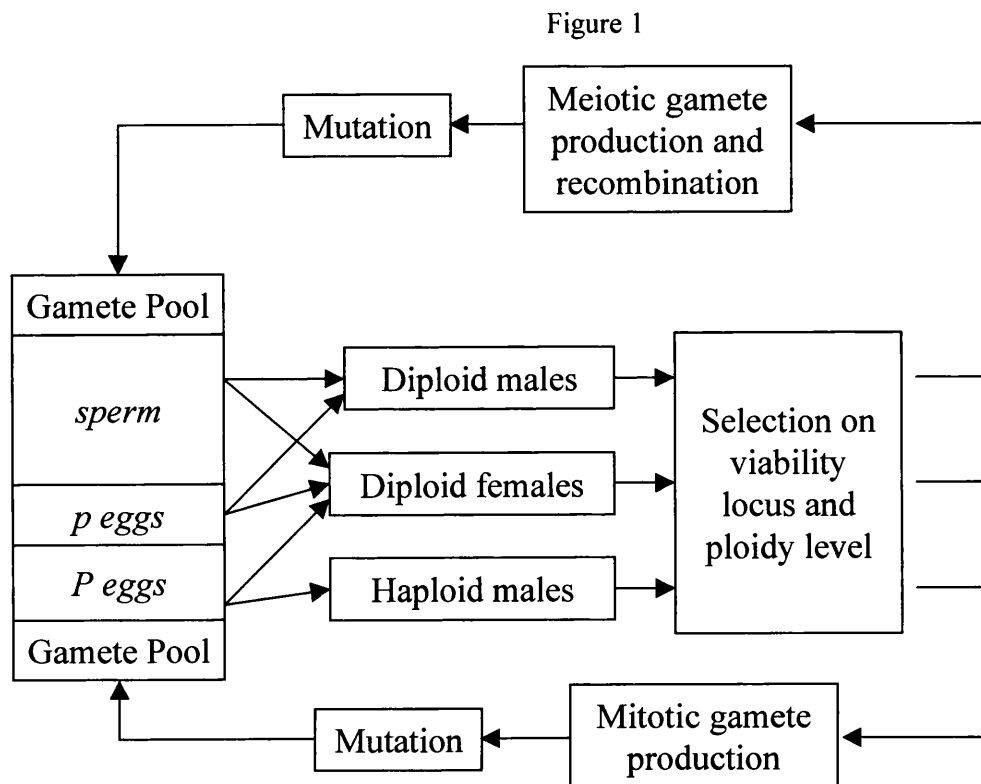 Figure 1
Meiotic gamete
production and
recombination
Mutation
Gamete Pool
sperm
p eggs
P eggs
Gamete Pool
Diploid males
Diploid females
Haploid males
Selection on
viability
locus and
ploidy level
Mutation
Mitotic gamete
production